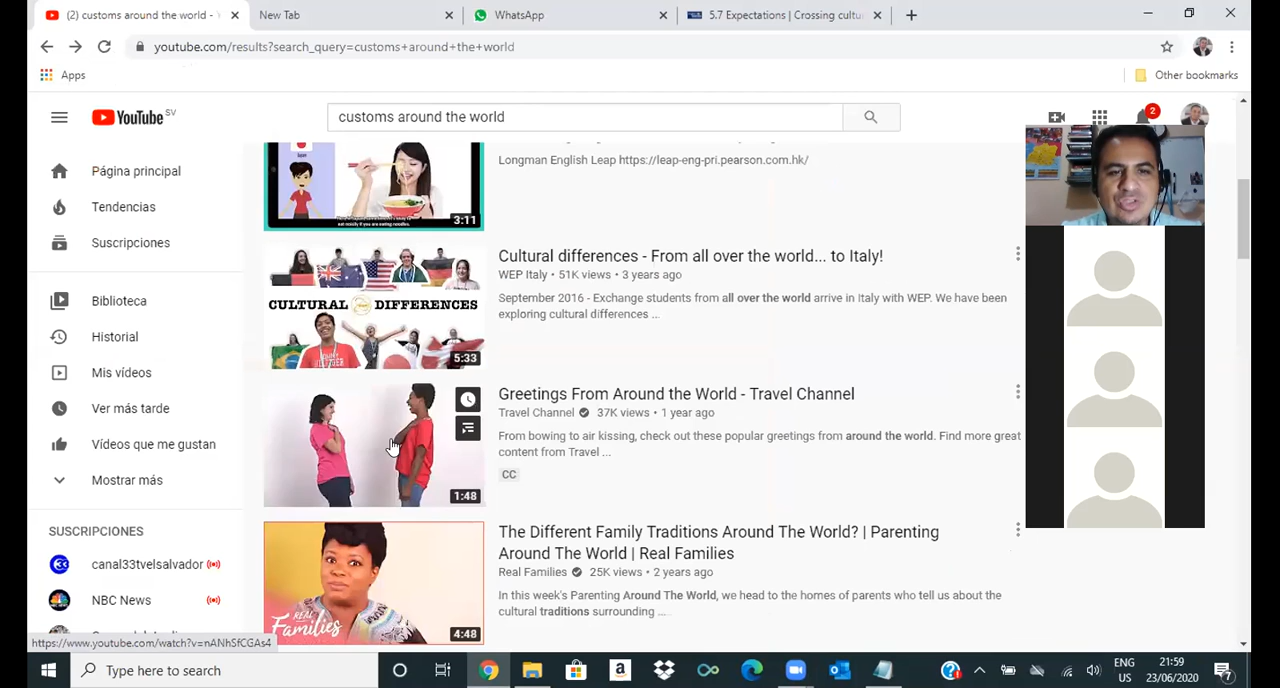 (2) customs around the world -
New Tab
WhatsApp
5.7 Expectations | Crossing cultu
youtube.com/results?search_query=customs+around+the+world
Apps
Other bookmarks
YouTube SV
customs around the world
2
Página principal
Tendencias
Suscripciones
Biblioteca
Historial
Mis vídeos
Ver más tarde
Vídeos que me gustan
Mostrar más
SUSCRIPCIONES
canal33tvelsalvador
NBC News
Longman English Leap https://leap-eng-pri.pearson.com.hk/
3:11
Cultural differences - From all over the world... to Italy!
WEP Italy • 51K views • 3 years ago
September 2016 - Exchange students from all over the world arrive in Italy with WEP. We have been
exploring cultural differences ...
CULTURAL DIFFERENCES
5:33
Greetings From Around the World - Travel Channel
Travel Channel 37K views • 1 year ago
From bowing to air kissing, check out these popular greetings from around the world. Find more great
content from Travel ...
CC
1:48
The Different Family Traditions Around The World? | Parenting
Around The World | Real Families
Real Families 25K views • 2 years ago
In this week's Parenting Around The World, we head to the homes of parents who tell us about the
cultural traditions surrounding ...
REAL
Families
4:48
https://www.youtube.com/watch?v=nANhSfCGAs4
Type here to search
ENG
US
21:59
23/06/2020
7